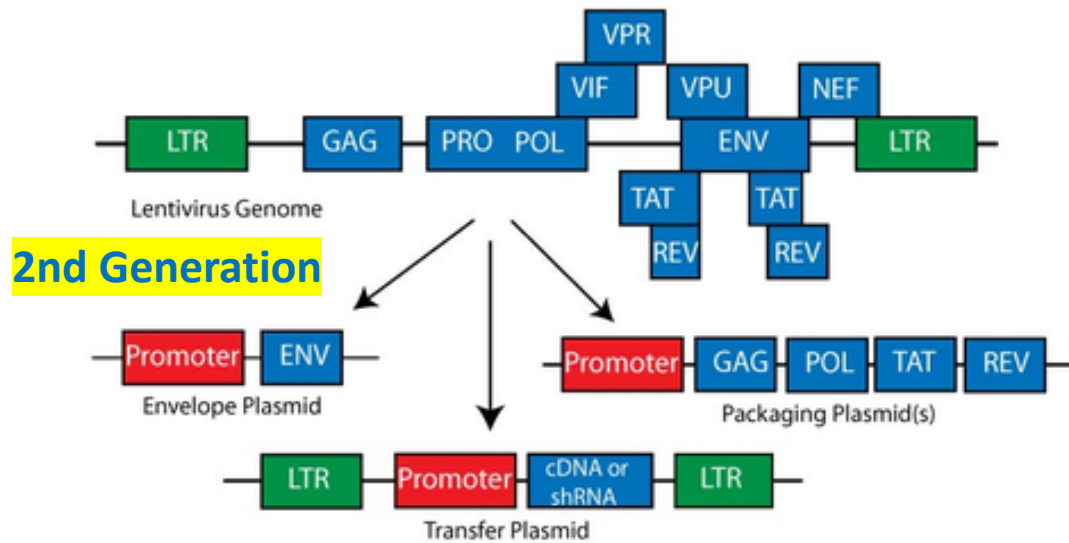 VPR
VIF
VPU
NEF
LTR
GAG
PRO POL
ENV
LTR
TAT
TAT
Lentivirus Genome
REV
REV
2nd Generation
Promoter
ENV
Promoter
GAG
POL
TAT
REV
Envelope Plasmid
Packaging Plasmid(s)
LTR
Promoter
cDNA or
shRNA
LTR
Transfer Plasmid